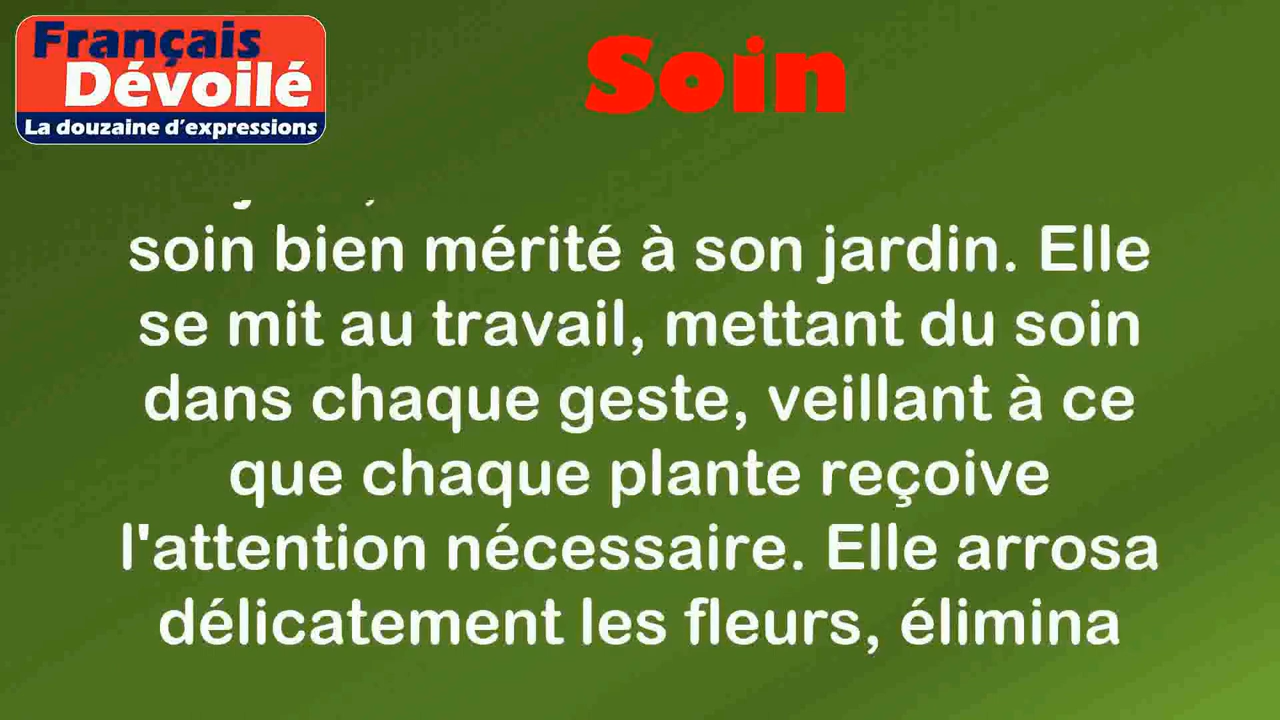 Français
Dévoilé
La douzaine d'expressions
Soin
soin bien mérité à son jardin. Elle
se mit au travail, mettant du soin
dans chaque geste, veillant à ce
que chaque plante reçoive
l'attention nécessaire. Elle arrosa
délicatement les fleurs, élimina